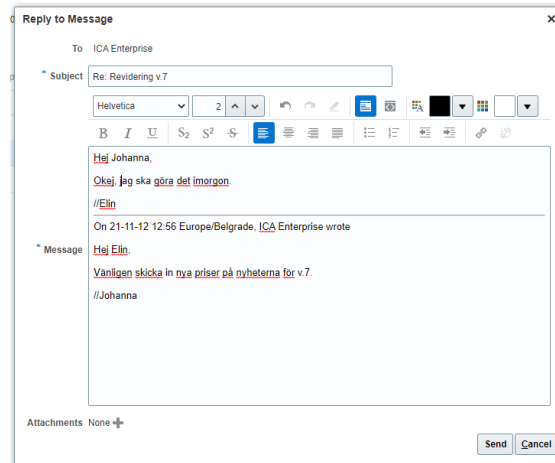 Reply to Message
To ICA Enterprise
* Subject Re: Revidering v.7
Helvetica 2
B I U S₂ S² S
Hej Johanna,
Okej, jag ska göra det imorgon.
//Elin
On 21-11-12 12:56 Europe/Belgrade, ICA Enterprise wrote
* Message
Hej Elin,
Vänligen skicka in nya priser på nyheterna för v.7.
//Johanna
Attachments None
Send Cancel